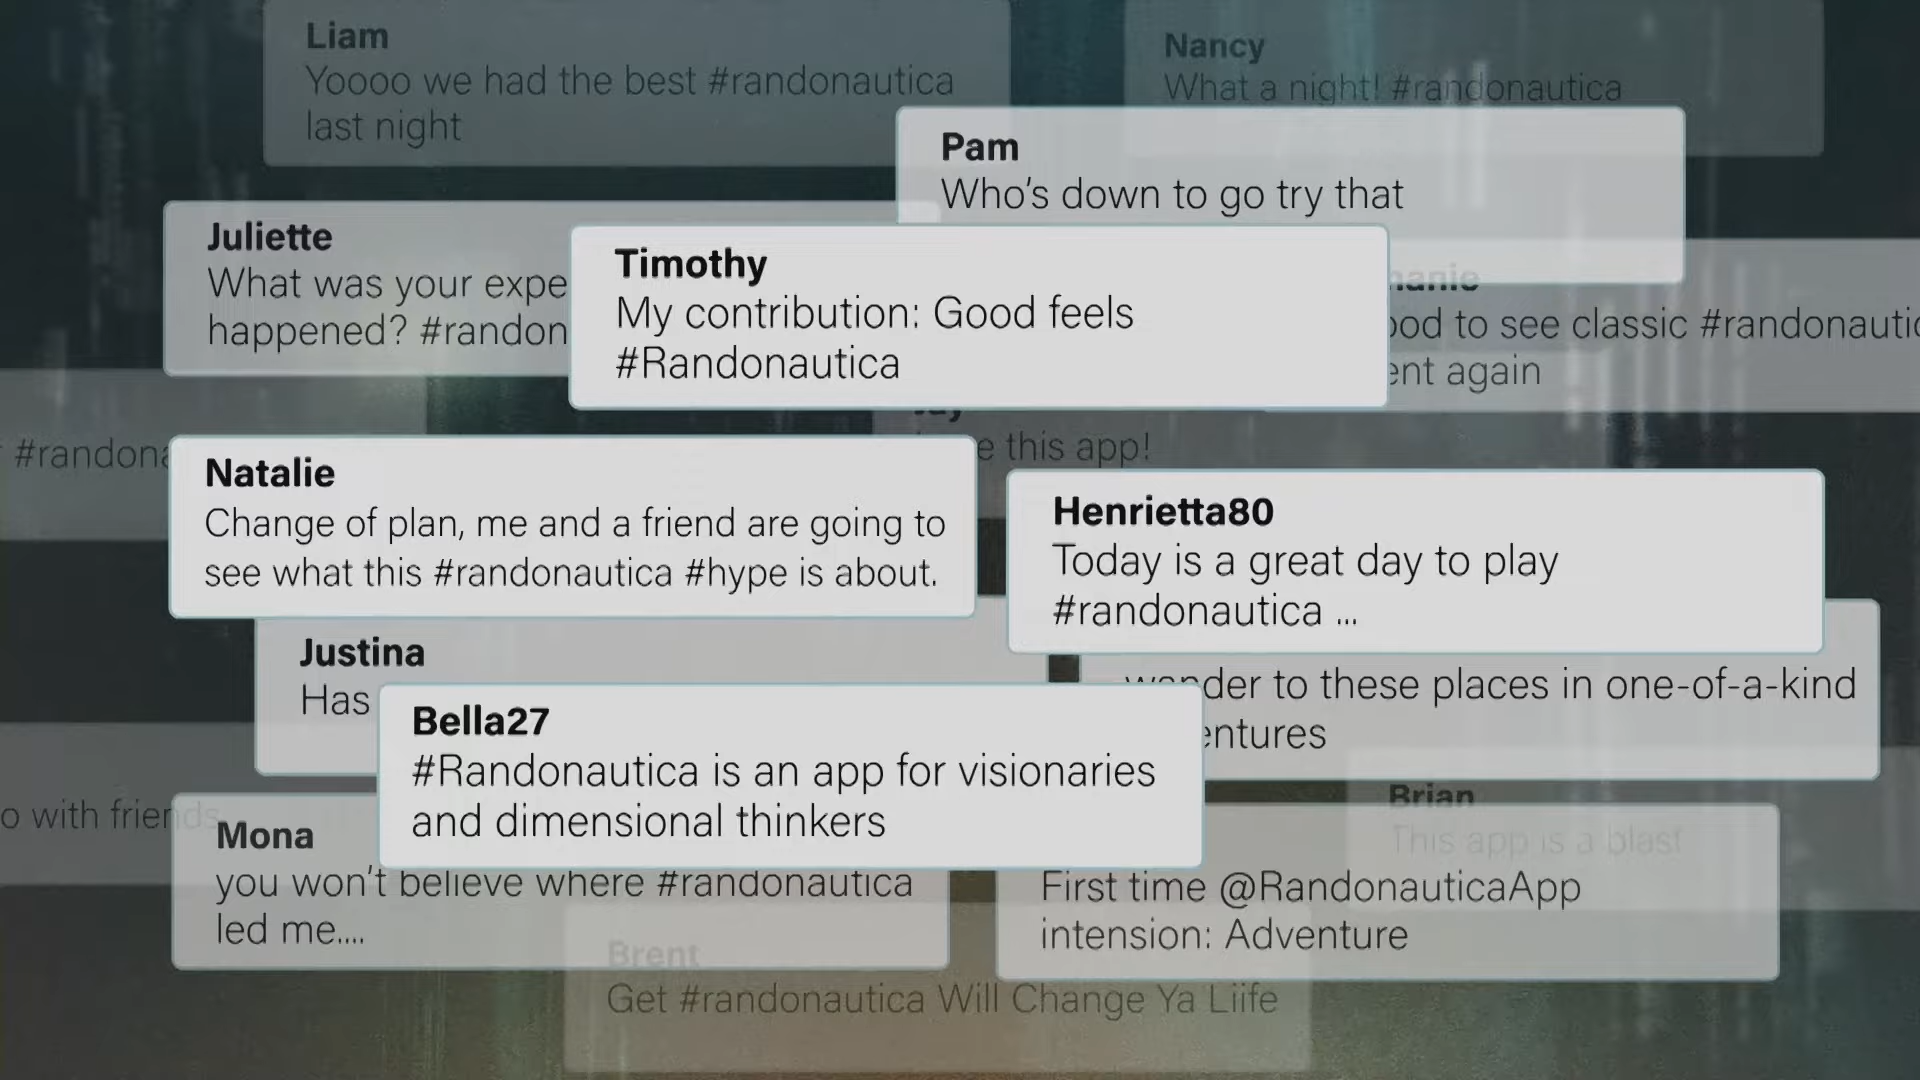 Liam
Yoooo we had the best #randonautica
last night
Nancy
What a night! #randonautica
Pam
Who's down to go try that
Juliette
What was your expe
happened? #randon
Timothy
My contribution: Good feels
#Randonautica
hanie
ood to see classic #randonautic
ent again
#randona
Jay
e this app!
Natalie
Change of plan, me and a friend are going to
see what this #randonautica #hype is about.
Henrietta80
Today is a great day to play
#randonautica ...
Justina
Has
wander to these places in one-of-a-kind
entures
Bella27
#Randonautica is an app for visionaries
and dimensional thinkers
o with friends
Mona
you won't believe where #randonautica
led me....
Brian
This app is a blast
First time @RandonauticaApp
intension: Adventure
Brent
Get #randonautica Will Change Ya Liife